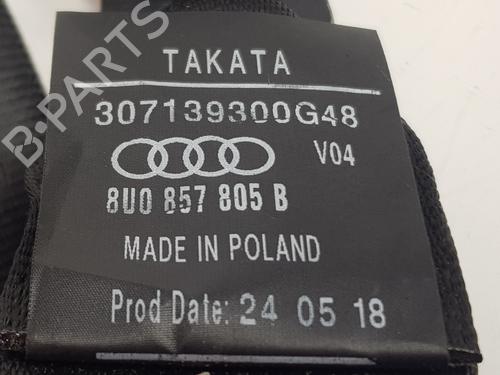 TAKATA
307139300G48
V04
8U0 857 805 B
MADE IN POLAND
Prod Date: 24 05 18
B-PARTS